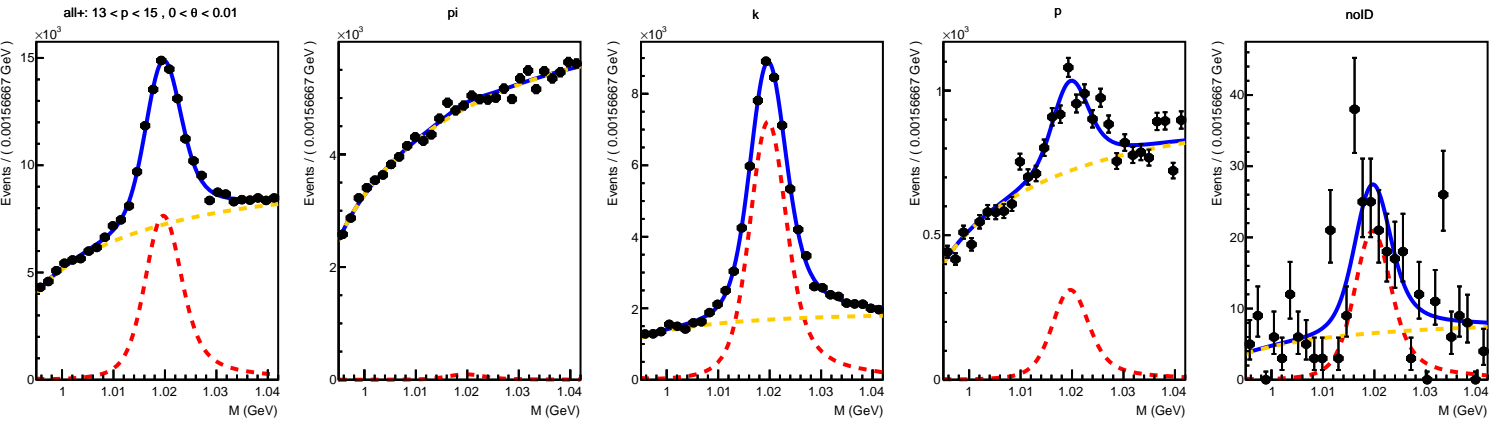 all+: 13 < p < 15 , 0 < θ < 0.01
×10³
Events / ( 0.00156667 GeV )
15
10
5
0
1 1.01 1.02 1.03 1.04
M (GeV)
pi
×10³
Events / ( 0.00156667 GeV )
4
2
0
1 1.01 1.02 1.03 1.04
M (GeV)
k
×10³
Events / ( 0.00156667 GeV )
8
6
4
2
0
1 1.01 1.02 1.03 1.04
M (GeV)
p
×10³
Events / ( 0.00156667 GeV )
1
0.5
0
1 1.01 1.02 1.03 1.04
M (GeV)
noID
Events / ( 0.00156667 GeV )
40
30
20
10
0
1 1.01 1.02 1.03 1.04
M (GeV)